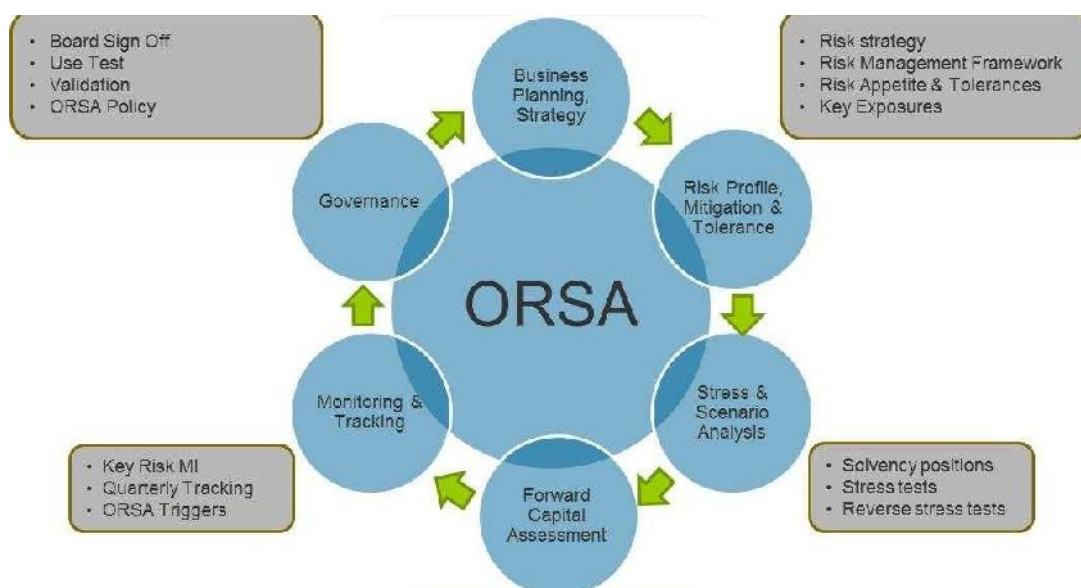 • Board Sign Off
• Use Test
• Validation
• ORSA Policy
Business
Planning,
Strategy
• Risk strategy
• Risk Management Framework
• Risk Appetite & Tolerances
• Key Exposures
Governance
Risk Profile,
Mitigation &
Tolerance
ORSA
Monitoring &
Tracking
Stress &
Scenario
Analysis
• Key Risk MI
• Quarterly Tracking
• ORSA Triggers
Forward
Capital
Assessment
• Solvency positions
• Stress tests
• Reverse stress tests